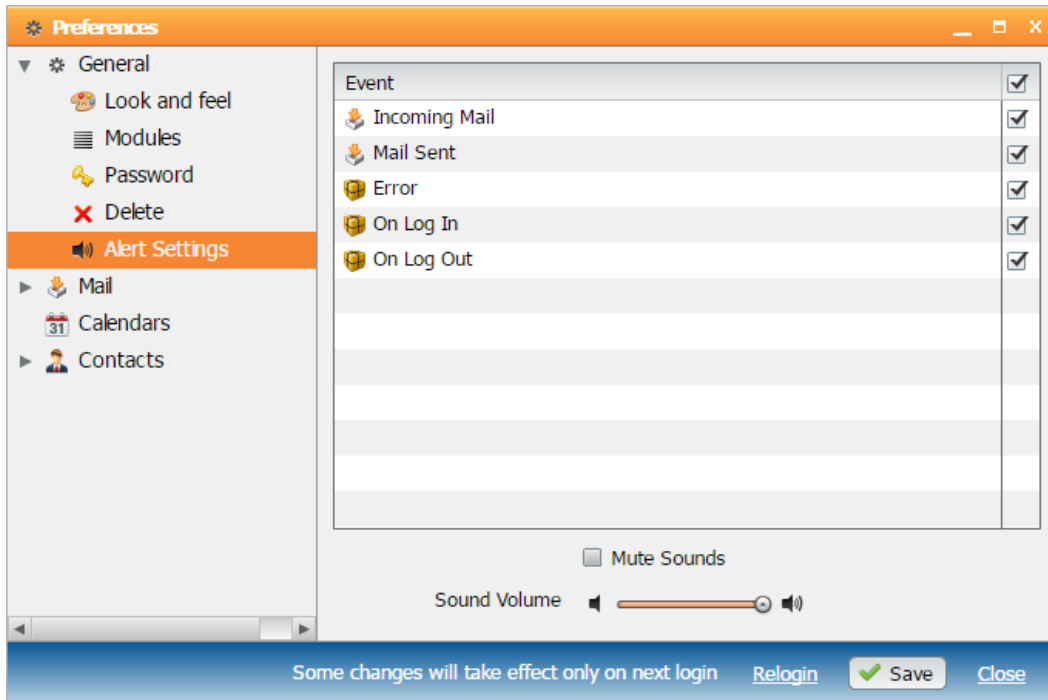 Preferences
General
Look and feel
Modules
Password
Delete
Alert Settings
Mail
31 Calendars
Contacts
Event
Incoming Mail
Mail Sent
Error
On Log In
On Log Out
Mute Sounds
Sound Volume
Some changes will take effect only on next login Relogin Save Close